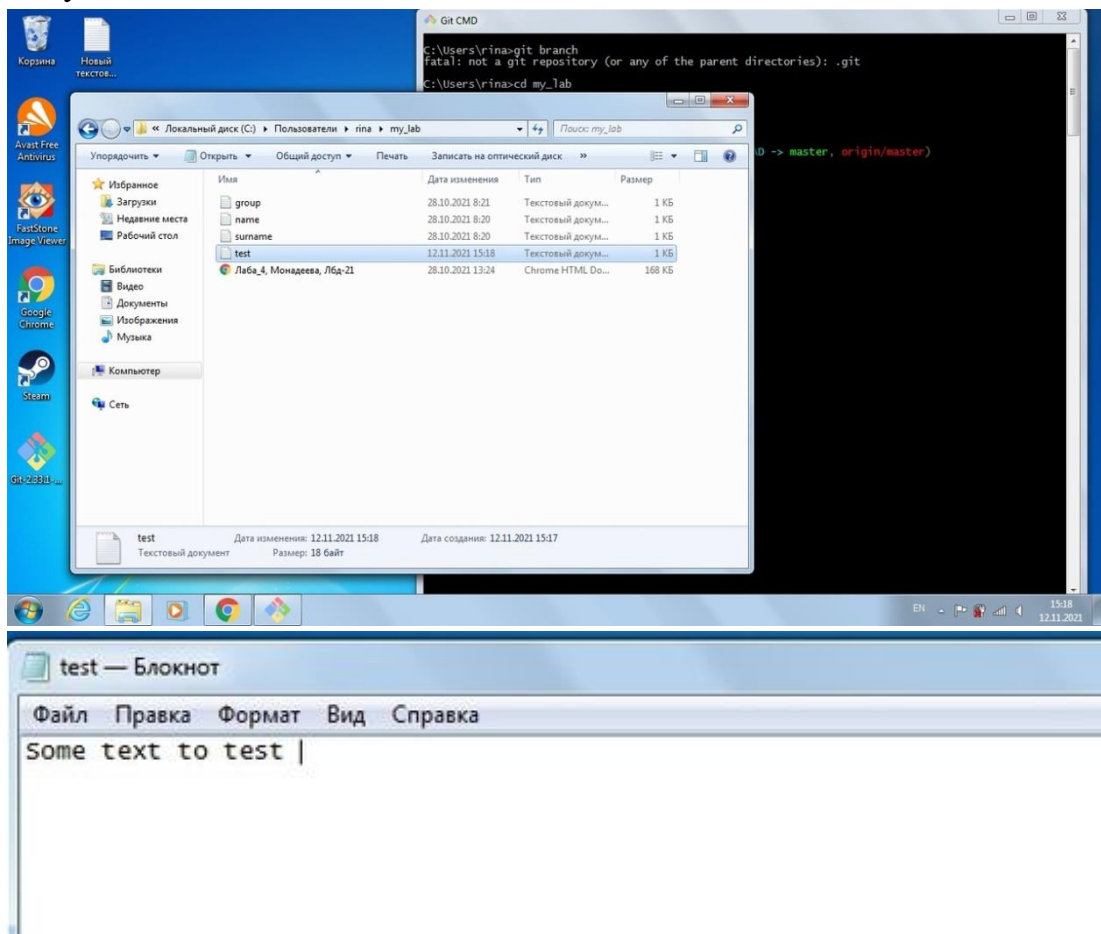 Git CMD
C:\Users\rina>git branch
fatal: not a git repository (or any of the parent directories): .git
C:\Users\rina>cd my_lab
Корзина
Новый текстов...
Avast Free Antivirus
FastStone Image Viewer
Google Chrome
Steam
Git-2.33.1-...
« Локальный диск (C:) ▸ Пользователи ▸ rina ▸ my_lab
Поиск: my_lab
D -> master, origin/master)
Упорядочить Открыть Общий доступ Печать Записать на оптический диск »
Имя Дата изменения Тип Размер
group 28.10.2021 8:21 Текстовый докум... 1 КБ
name 28.10.2021 8:20 Текстовый докум... 1 КБ
surname 28.10.2021 8:20 Текстовый докум... 1 КБ
test 12.11.2021 15:18 Текстовый докум... 1 КБ
Лаба_4, Монадеева, Лбд-21 28.10.2021 13:24 Chrome HTML Do... 168 КБ
Избранное
Загрузки
Недавние места
Рабочий стол
Библиотеки
Видео
Документы
Изображения
Музыка
Компьютер
Сеть
test Дата изменения: 12.11.2021 15:18 Дата создания: 12.11.2021 15:17
Текстовый документ Размер: 18 байт
EN 15:18
12.11.2021
test — Блокнот
Файл Правка Формат Вид Справка
Some text to test